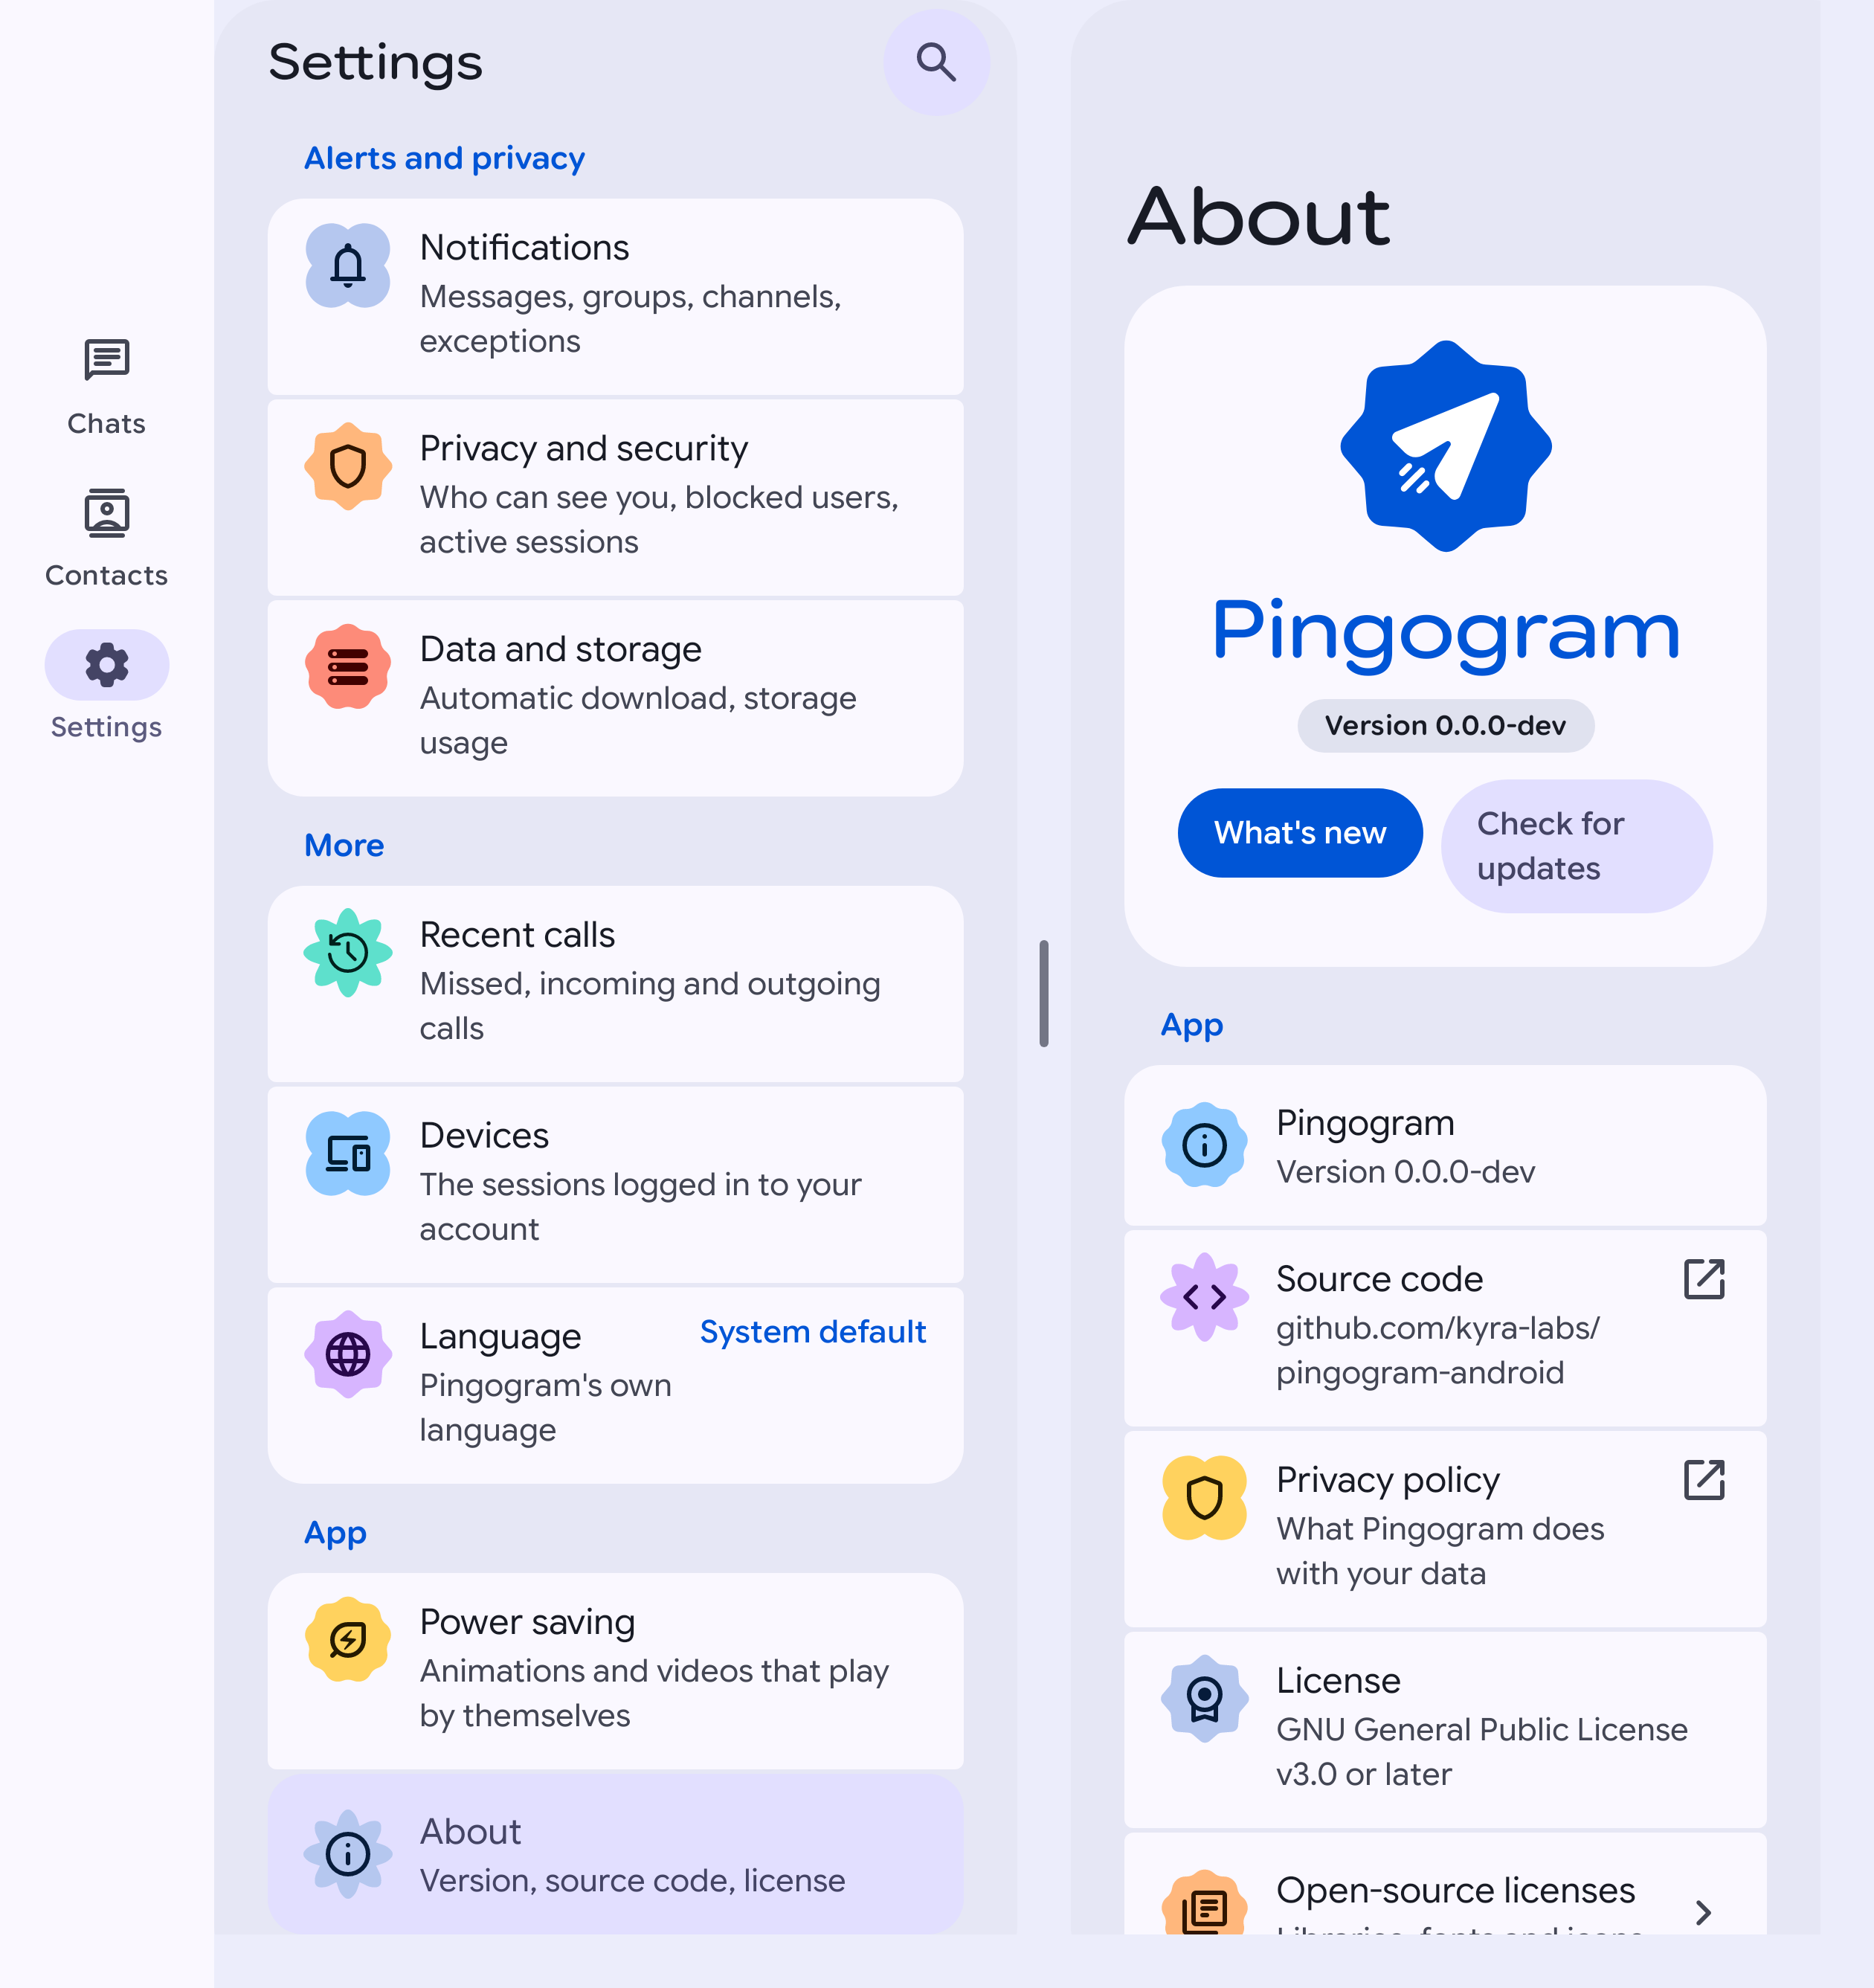 Settings
Alerts and privacy
Notifications
Messages, groups, channels,
exceptions
Privacy and security
Who can see you, blocked users,
active sessions
Data and storage
Automatic download, storage
usage
More
Recent calls
Missed, incoming and outgoing
calls
Devices
The sessions logged in to your
account
Language
System default
Pingogram's own
language
App
Power saving
Animations and videos that play
by themselves
About
Version, source code, license
Chats
Contacts
Settings
About
Pingogram
Version 0.0.0-dev
What's new
Check for
updates
App
Pingogram
Version 0.0.0-dev
Source code
github.com/kyra-labs/
pingogram-android
Privacy policy
What Pingogram does
with your data
License
GNU General Public License
v3.0 or later
Open-source licenses
Libraries, fonts and icons